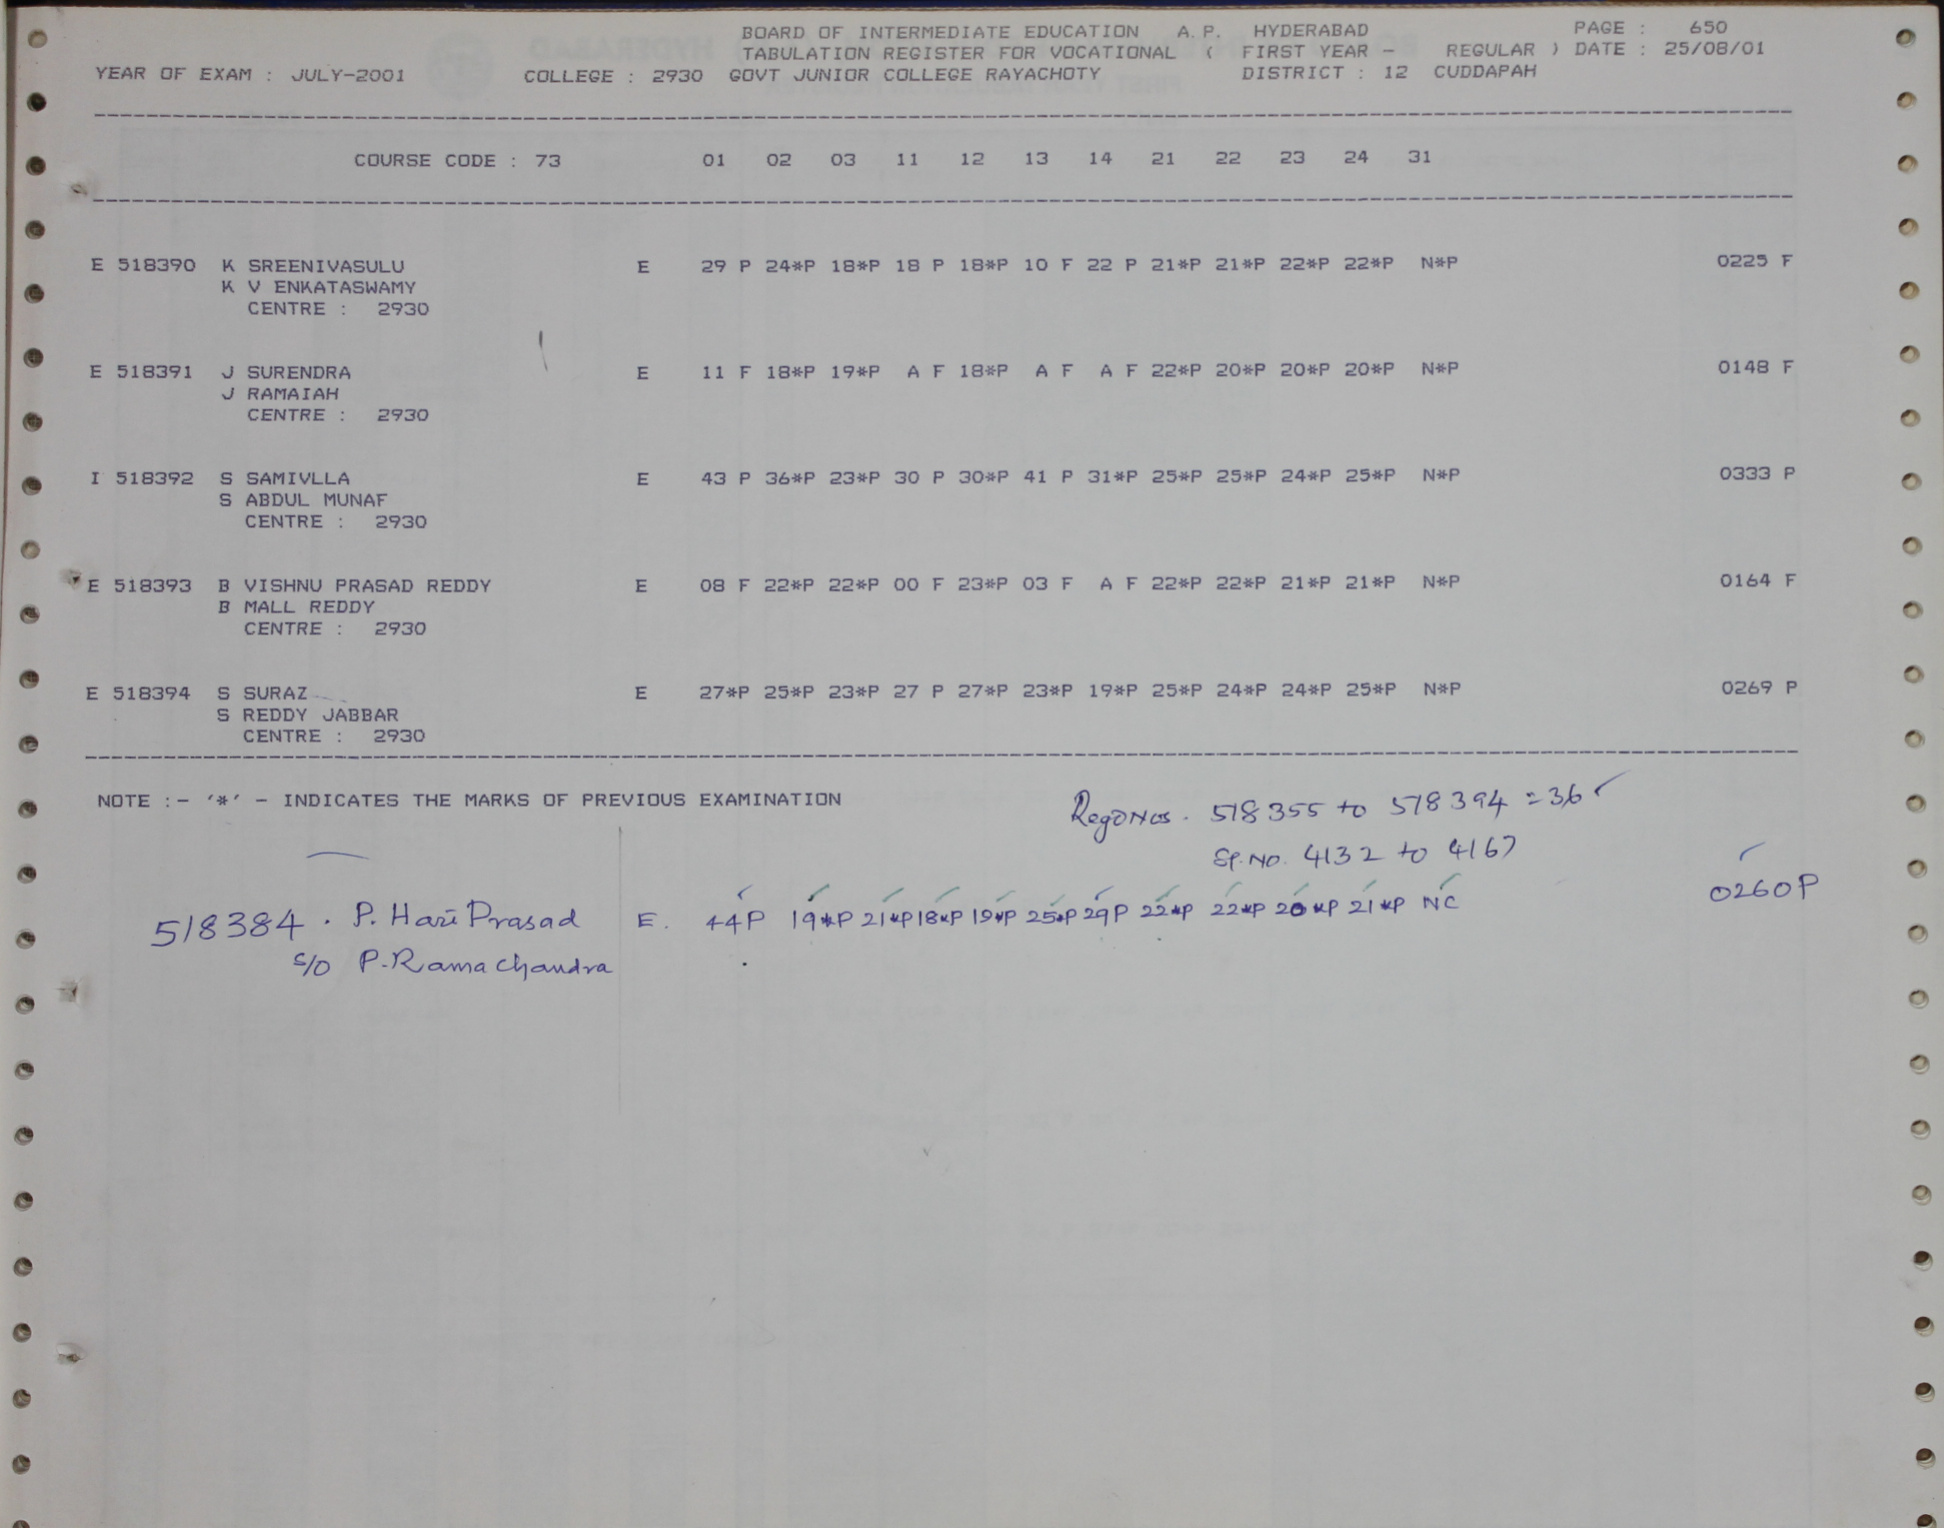 BOARD OF INTERMEDIATE EDUCATION A.P. HYDERABAD PAGE : 650
TABULATION REGISTER FOR VOCATIONAL ( FIRST YEAR - REGULAR ) DATE : 25/08/01
YEAR OF EXAM : JULY-2001 COLLEGE : 2930 GOVT JUNIOR COLLEGE RAYACHOTY DISTRICT : 12 CUDDAPAH
COURSE CODE : 73 01 02 03 11 12 13 14 21 22 23 24 31
E 518390 K SREENIVASULU E 29 P 24*P 18*P 18 P 18*P 10 F 22 P 21*P 21*P 22*P 22*P N*P 0225 F
K V ENKATASWAMY
CENTRE : 2930
E 518391 J SURENDRA E 11 F 18*P 19*P A F 18*P A F A F 22*P 20*P 20*P 20*P N*P 0148 F
J RAMAIAH
CENTRE : 2930
I 518392 S SAMIVLLA E 43 P 36*P 23*P 30 P 30*P 41 P 31*P 25*P 25*P 24*P 25*P N*P 0333 P
S ABDUL MUNAF
CENTRE : 2930
E 518393 B VISHNU PRASAD REDDY E 08 F 22*P 22*P 00 F 23*P 03 F A F 22*P 22*P 21*P 21*P N*P 0164 F
B MALL REDDY
CENTRE : 2930
E 518394 S SURAZ E 27*P 25*P 23*P 27 P 27*P 23*P 19*P 25*P 24*P 24*P 25*P N*P 0269 P
S REDDY JABBAR
CENTRE : 2930
NOTE :- '*' - INDICATES THE MARKS OF PREVIOUS EXAMINATION
RegdNos. 518355 to 518394 = 36
Sl.No. 4132 to 4167
518384. P. Hari Prasad E. 44P 19*P 21*P 18*P 19*P 25*P 29P 22*P 22*P 20*P 21*P NC 0260P
S/O P. Rama Chandra